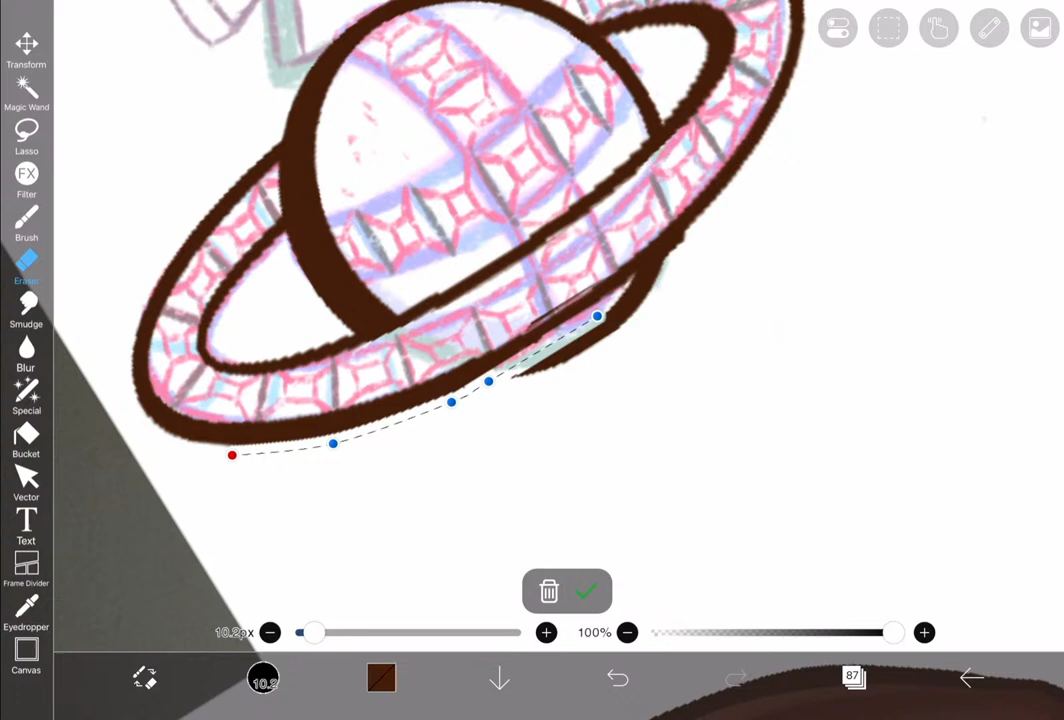 Transform
Magic Wand
Lasso
FX
Filter
Brush
Eraser
Smudge
Blur
Special
Bucket
Vector
T
Text
Frame Divider
Eyedropper
Canvas
10.2px
100%
10.2
87